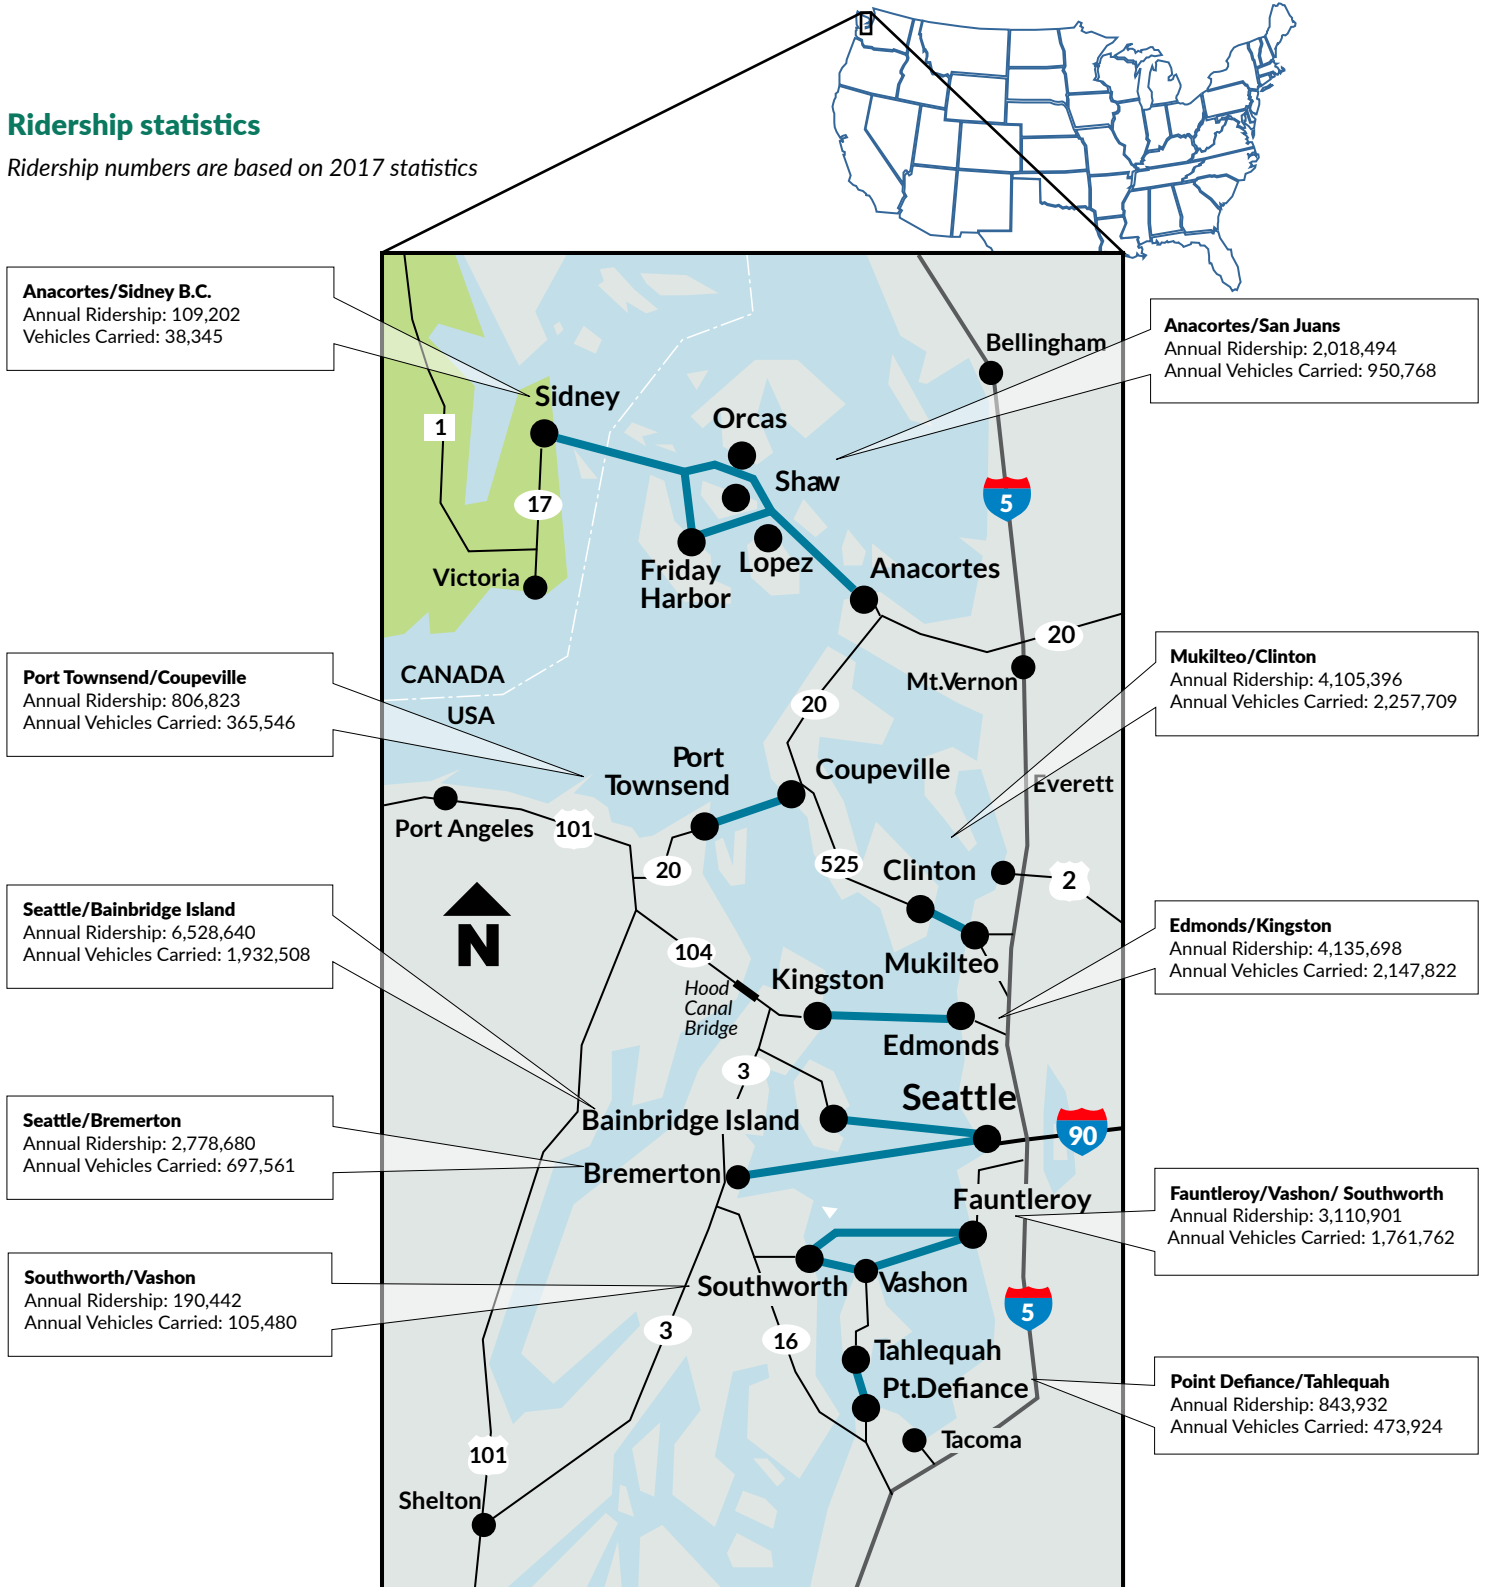 Ridership statistics
Ridership numbers are based on 2017 statistics
Anacortes/Sidney B.C.
Annual Ridership: 109,202
Vehicles Carried: 38,345
Anacortes/San Juans
Annual Ridership: 2,018,494
Annual Vehicles Carried: 950,768
Bellingham
Sidney
Orcas
1
Shaw
17
5
Victoria
Friday
Harbor
Lopez
Anacortes
20
Port Townsend/Coupeville
Annual Ridership: 806,823
Annual Vehicles Carried: 365,546
CANADA
USA
Mt.Vernon
20
Mukilteo/Clinton
Annual Ridership: 4,105,396
Annual Vehicles Carried: 2,257,709
Port
Townsend
Coupeville
Everett
Port Angeles
101
20
525
Clinton
2
Seattle/Bainbridge Island
Annual Ridership: 6,528,640
Annual Vehicles Carried: 1,932,508
N
104
Mukilteo
Kingston
Hood
Canal
Bridge
Edmonds
Edmonds/Kingston
Annual Ridership: 4,135,698
Annual Vehicles Carried: 2,147,822
3
Seattle
Bainbridge Island
90
Seattle/Bremerton
Annual Ridership: 2,778,680
Annual Vehicles Carried: 697,561
Bremerton
Fauntleroy
Fauntleroy/Vashon/ Southworth
Annual Ridership: 3,110,901
Annual Vehicles Carried: 1,761,762
Southworth/Vashon
Annual Ridership: 190,442
Annual Vehicles Carried: 105,480
Southworth
Vashon
5
3
16
Tahlequah
Pt.Defiance
Point Defiance/Tahlequah
Annual Ridership: 843,932
Annual Vehicles Carried: 473,924
Tacoma
101
Shelton